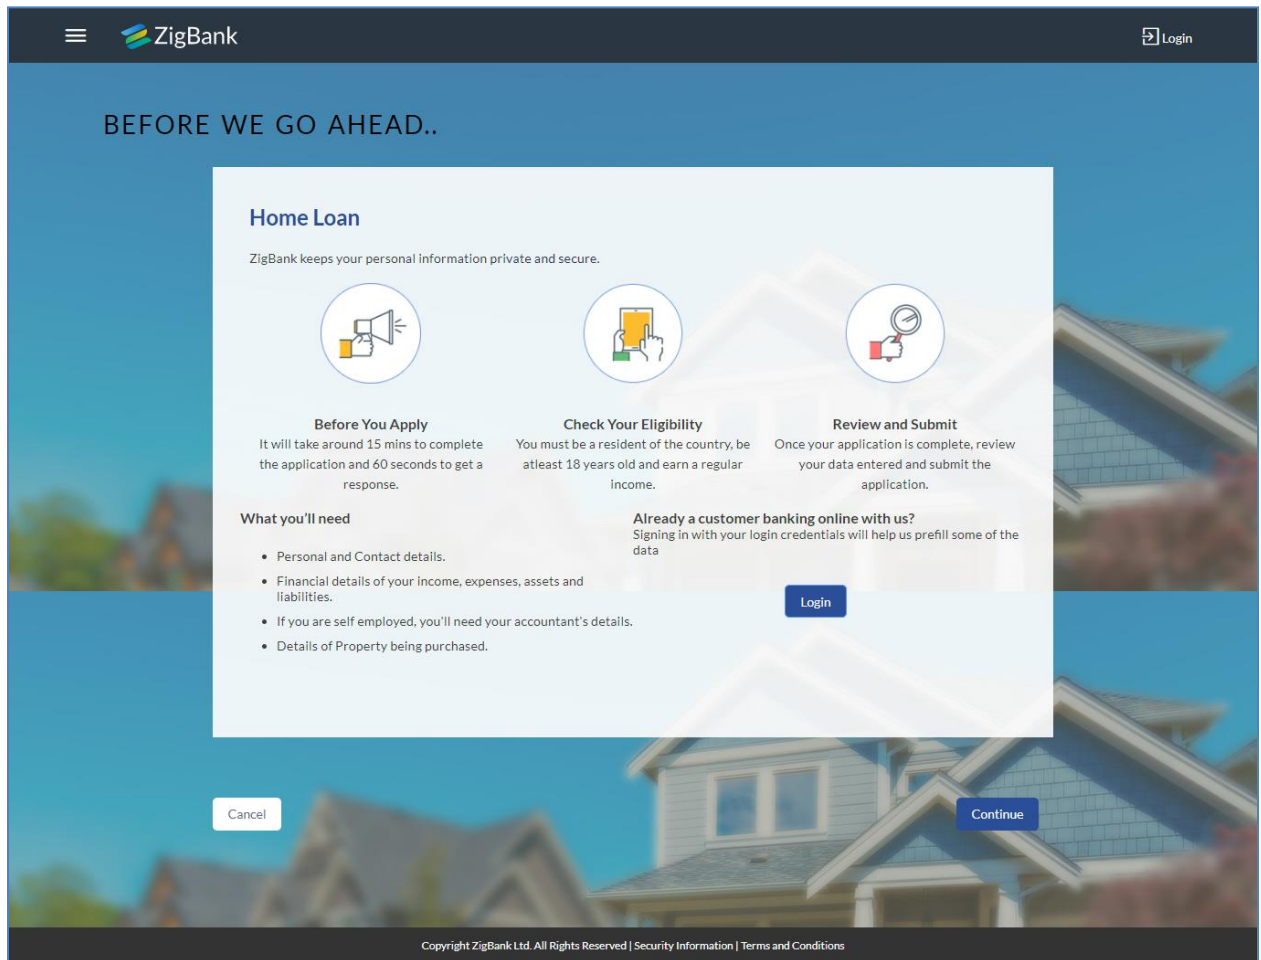 ZigBank
Login
BEFORE WE GO AHEAD..
Home Loan
ZigBank keeps your personal information private and secure.
Before You Apply
It will take around 15 mins to complete
the application and 60 seconds to get a
response.
Check Your Eligibility
You must be a resident of the country, be
atleast 18 years old and earn a regular
income.
Review and Submit
Once your application is complete, review
your data entered and submit the
application.
What you'll need
• Personal and Contact details.
• Financial details of your income, expenses, assets and
liabilities.
• If you are self employed, you'll need your accountant's details.
• Details of Property being purchased.
Already a customer banking online with us?
Signing in with your login credentials will help us prefill some of the
data
Login
Cancel
Continue
Copyright ZigBank Ltd. All Rights Reserved | Security Information | Terms and Conditions